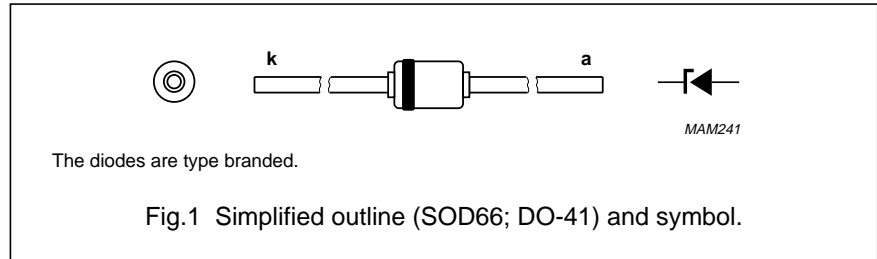 k
a
MAM241
The diodes are type branded.
Fig.1 Simplified outline (SOD66; DO-41) and symbol.